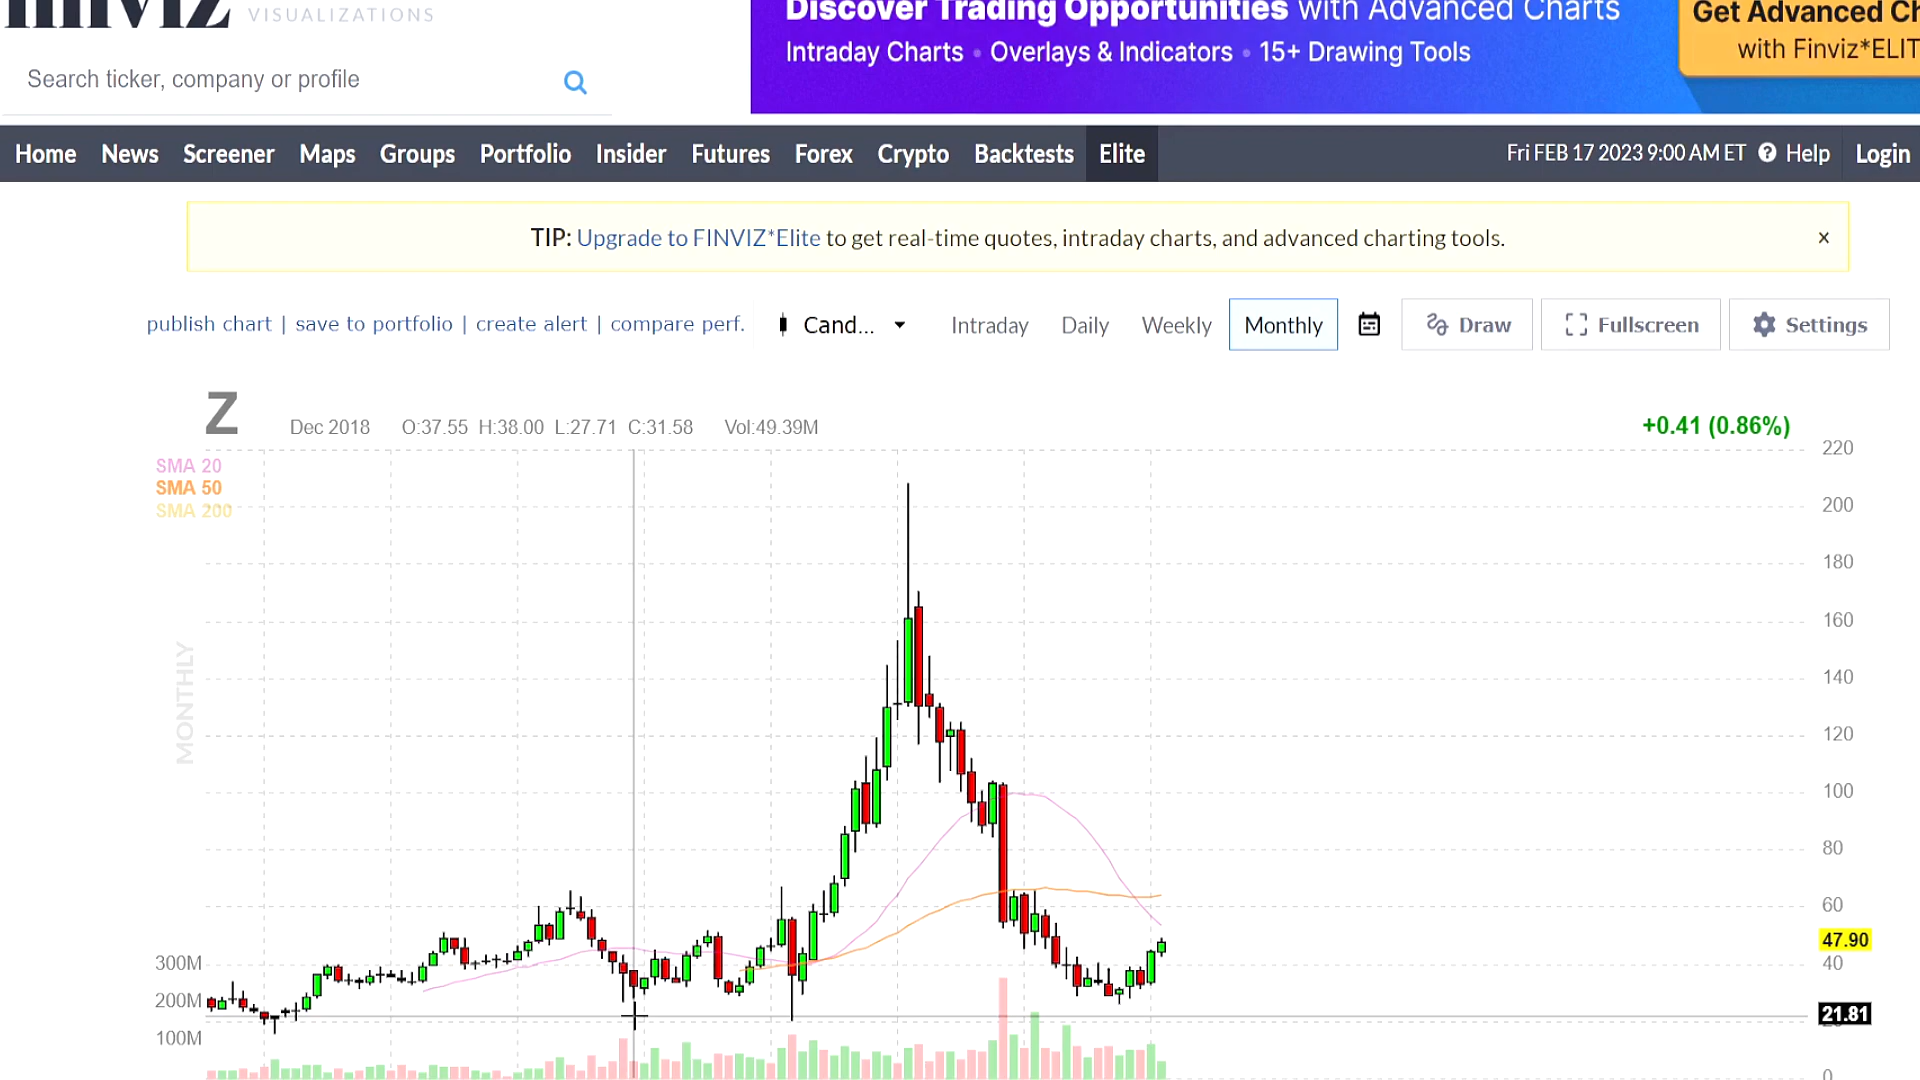 finviz VISUALIZATIONS
Discover Trading Opportunities with Advanced Charts
Intraday Charts • Overlays & Indicators • 15+ Drawing Tools
Get Advanced
with Finviz*ELIT
Search ticker, company or profile
Home News Screener Maps Groups Portfolio Insider Futures Forex Crypto Backtests Elite Fri FEB 17 2023 9:00 AM ET ? Help Login
TIP: Upgrade to FINVIZ*Elite to get real-time quotes, intraday charts, and advanced charting tools. ×
publish chart | save to portfolio | create alert | compare perf. Cand... Intraday Daily Weekly Monthly Draw Fullscreen Settings
Z Dec 2018 O:37.55 H:38.00 L:27.71 C:31.58 Vol:49.39M +0.41 (0.86%)
SMA 20
SMA 50
SMA 200
MONTHLY
220
200
180
160
140
120
100
80
60
47.90
40
21.81
0
300M
200M
100M